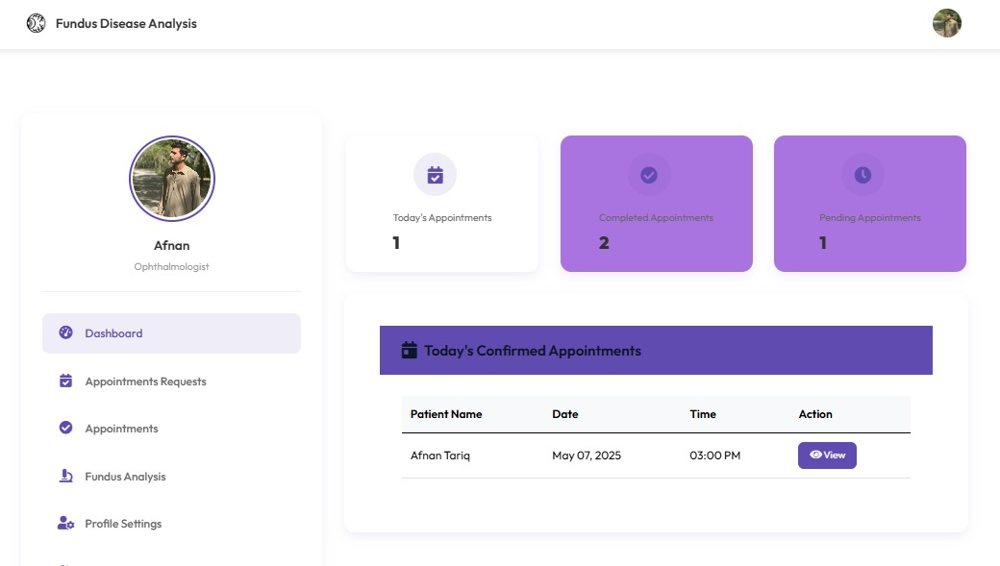 Fundus Disease Analysis
Afnan
Ophthalmologist
Dashboard
Appointments Requests
Appointments
Fundus Analysis
Profile Settings
Today's Appointments
1
Completed Appointments
2
Pending Appointments
1
Today's Confirmed Appointments
Patient Name Date Time Action
Afnan Tariq May 07, 2025 03:00 PM View